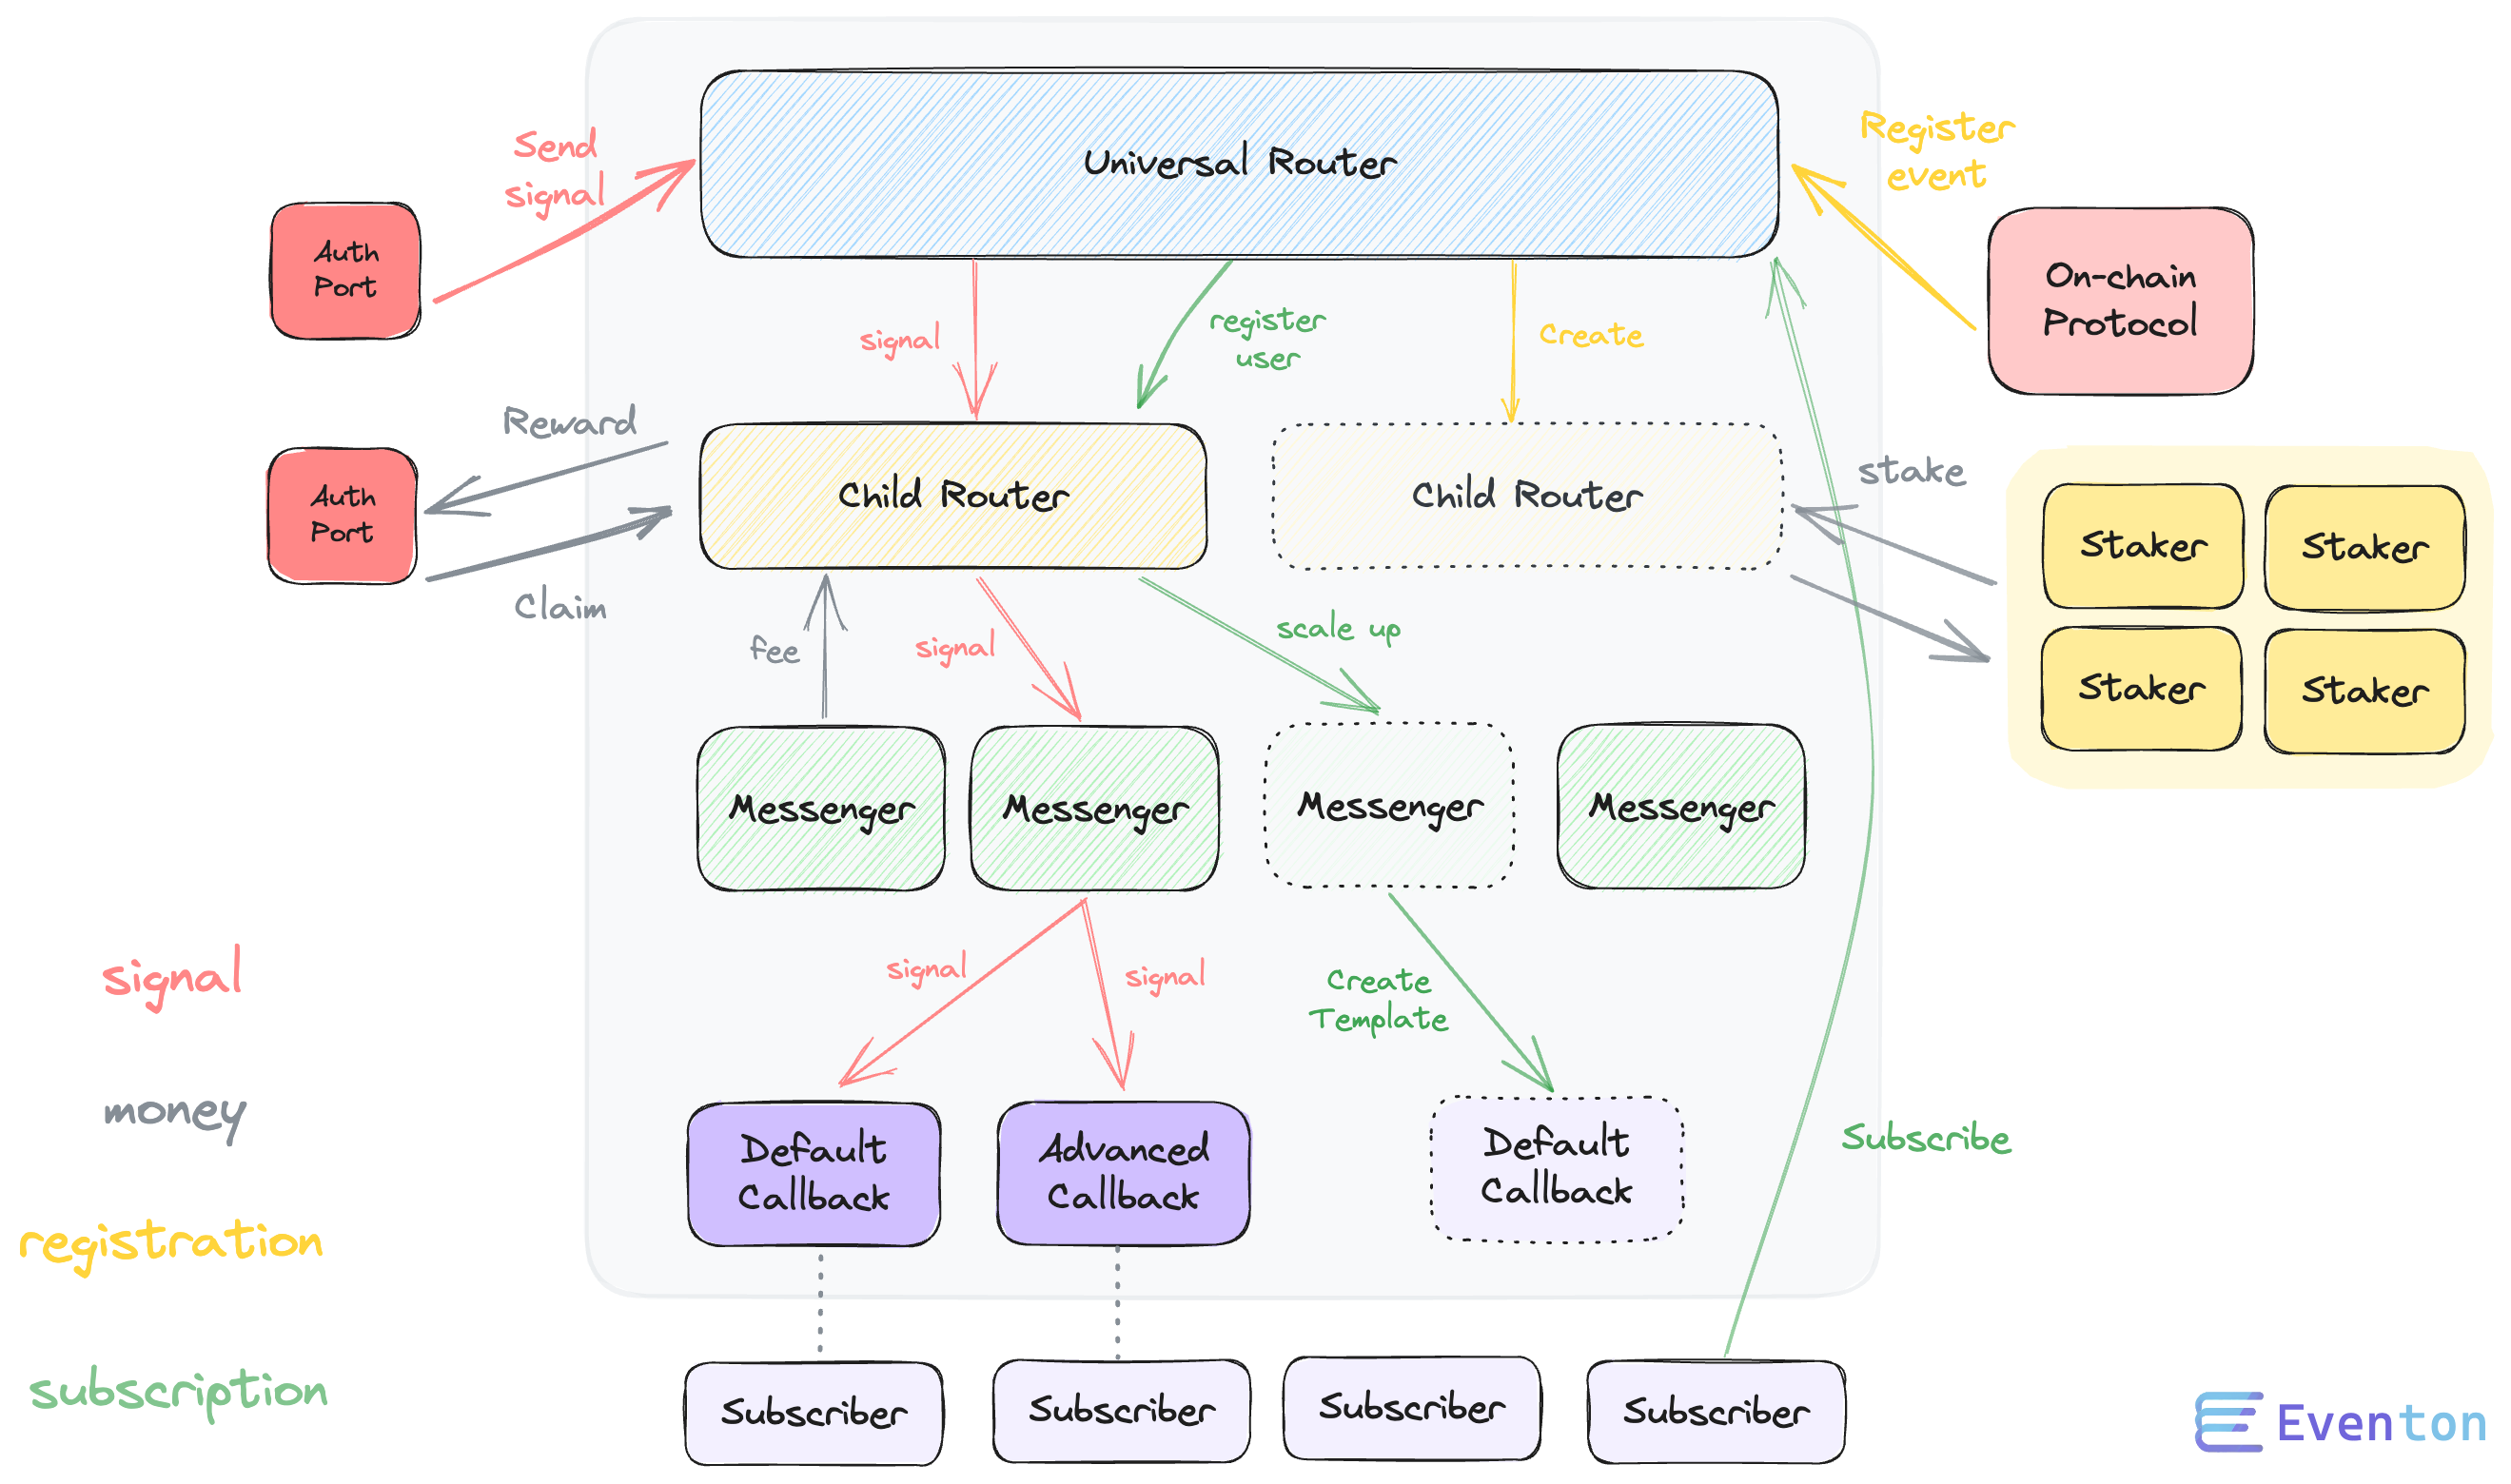 Universal Router
Send
signal
Register
event
Auth
Port
On-chain
Protocol
signal
register
user
Create
Reward
Auth
Port
Claim
Child Router
Child Router
stake
Staker
Staker
Staker
Staker
fee
signal
scale up
Messenger
Messenger
Messenger
Messenger
signal
signal
signal
Create
Template
money
Default
Callback
Advanced
Callback
Default
Callback
Subscribe
registration
subscription
Subscriber
Subscriber
Subscriber
Subscriber
Eventon